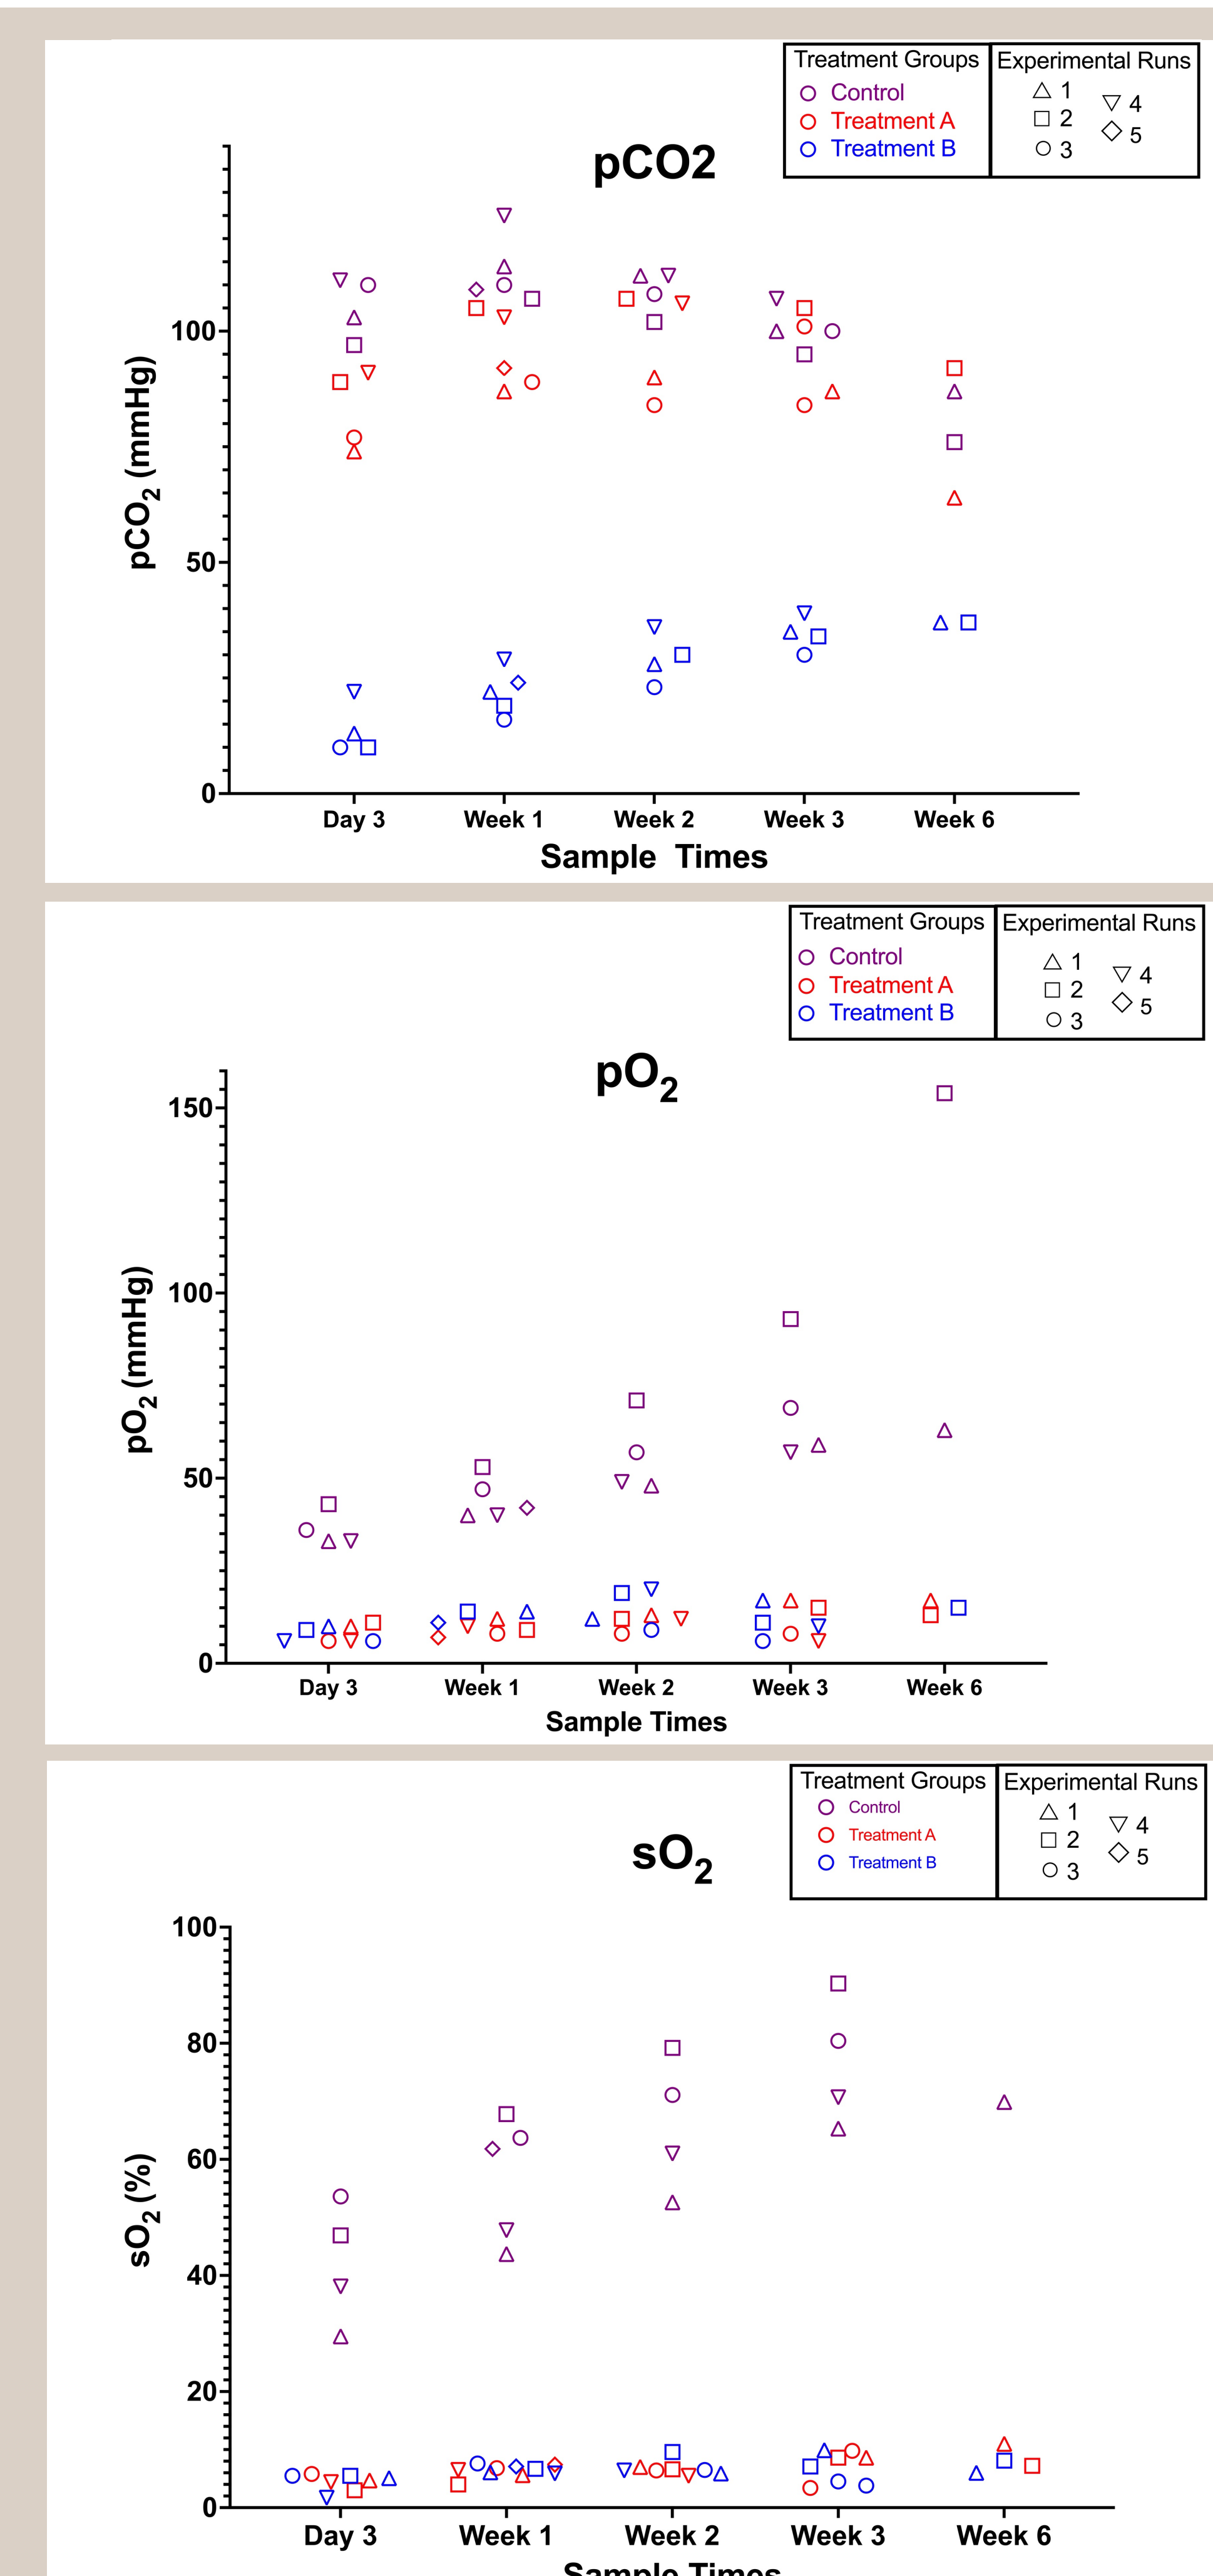 Treatment Groups
Control
Treatment A
Treatment B
Experimental Runs
1
2
3
4
5
pCO2
pCO2 (mmHg)
100
50
0
Day 3 Week 1 Week 2 Week 3 Week 6
Sample Times
Treatment Groups
Control
Treatment A
Treatment B
Experimental Runs
1
2
3
4
5
pO2
pO2 (mmHg)
150
100
50
0
Day 3 Week 1 Week 2 Week 3 Week 6
Sample Times
Treatment Groups
Control
Treatment A
Treatment B
Experimental Runs
1
2
3
4
5
sO2
sO2 (%)
100
80
60
40
20
0
Day 3 Week 1 Week 2 Week 3 Week 6
Sample Times